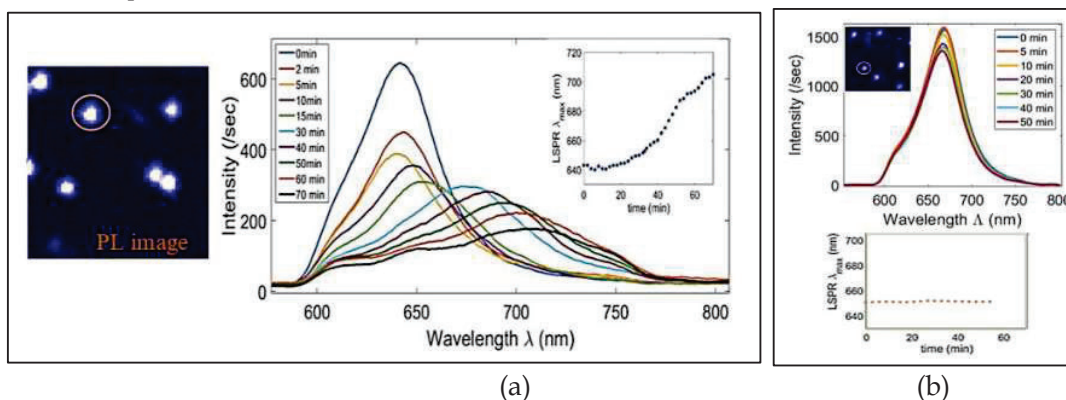 PL image
Intensity (/sec)
600
400
200
0
600
650
700
750
800
Wavelength λ (nm)
0min
2 min
5min
10min
15min
30 min
40 min
50min
60 min
70 min
LSPR λmax (nm)
720
700
680
660
640
0
20
40
60
time (min)
(a)
Intensity (/sec)
1500
1000
500
0
550
600
650
700
750
800
Wavelength Λ (nm)
0 min
5 min
10 min
20 min
30 min
40 min
50 min
LSPR λmax (nm)
700
660
640
0
20
40
60
time (min)
(b)